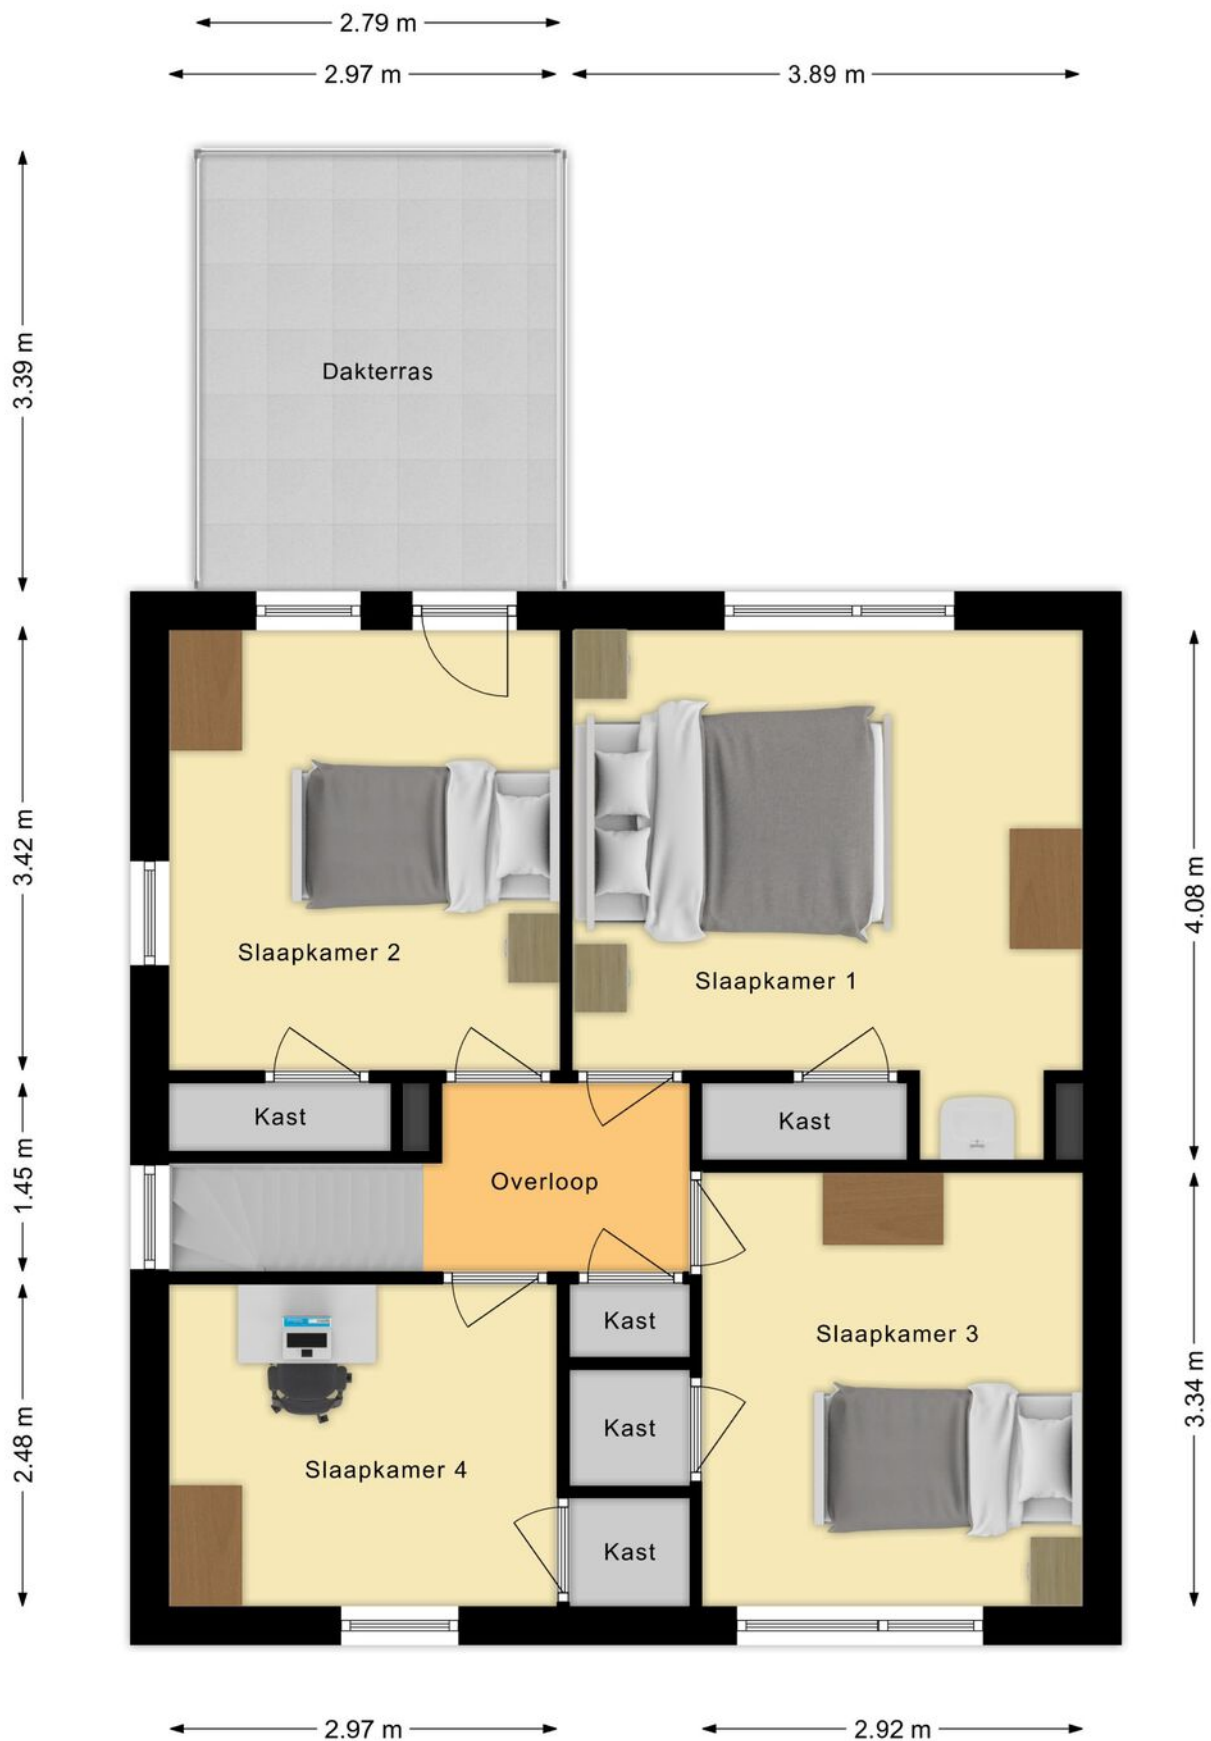 2.79 m
2.97 m
3.89 m
3.39 m
Dakterras
3.42 m
4.08 m
Slaapkamer 2
Slaapkamer 1
Kast
Kast
1.45 m
Overloop
Kast
Slaapkamer 3
3.34 m
Kast
2.48 m
Slaapkamer 4
Kast
2.97 m
2.92 m